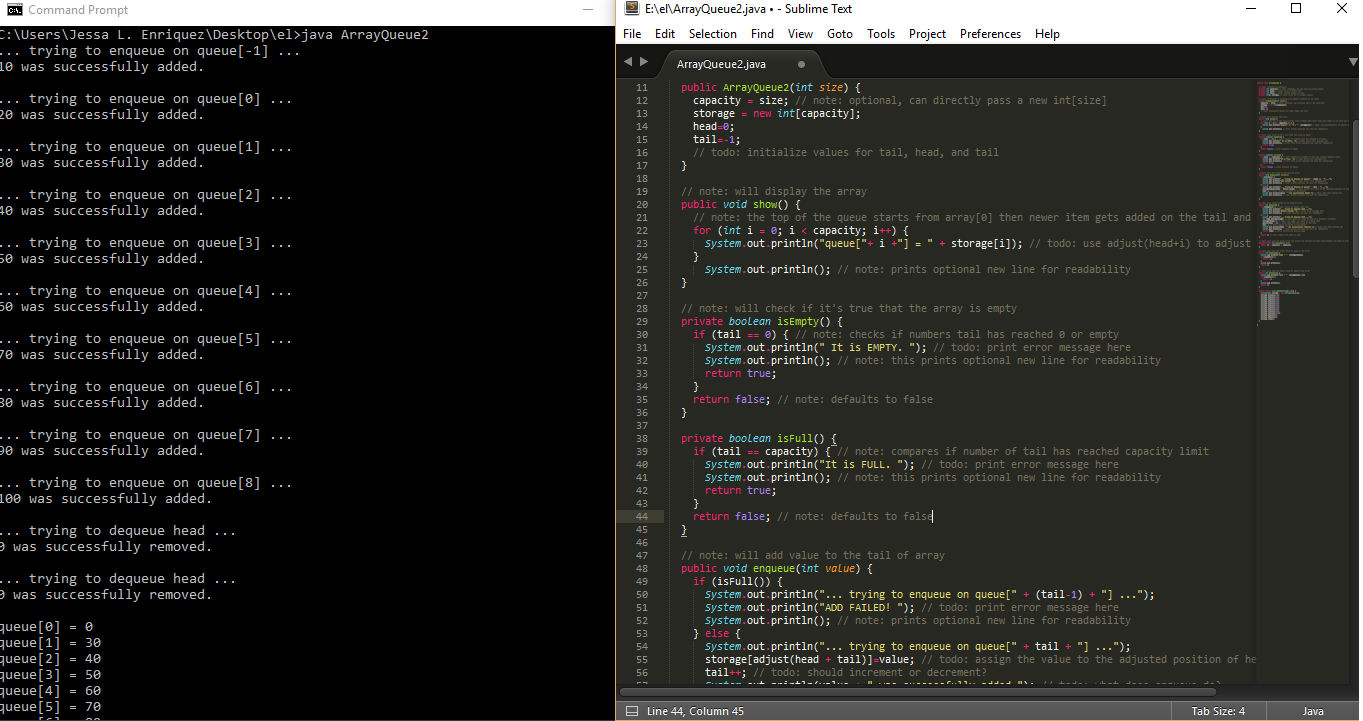 Command Prompt
C:\Users\Jessa L. Enriquez\Desktop\el>java ArrayQueue2
... trying to enqueue on queue[-1] ...
10 was successfully added.
... trying to enqueue on queue[0] ...
20 was successfully added.
... trying to enqueue on queue[1] ...
30 was successfully added.
... trying to enqueue on queue[2] ...
40 was successfully added.
... trying to enqueue on queue[3] ...
50 was successfully added.
... trying to enqueue on queue[4] ...
60 was successfully added.
... trying to enqueue on queue[5] ...
70 was successfully added.
... trying to enqueue on queue[6] ...
80 was successfully added.
... trying to enqueue on queue[7] ...
90 was successfully added.
... trying to enqueue on queue[8] ...
100 was successfully added.
... trying to dequeue head ...
0 was successfully removed.
... trying to dequeue head ...
0 was successfully removed.
queue[0] = 0
queue[1] = 30
queue[2] = 40
queue[3] = 50
queue[4] = 60
queue[5] = 70
E:\el\ArrayQueue2.java • - Sublime Text
File Edit Selection Find View Goto Tools Project Preferences Help
ArrayQueue2.java
11 public ArrayQueue2(int size) {
12 capacity = size; // note: optional, can directly pass a new int[size]
13 storage = new int[capacity];
14 head=0;
15 tail=-1;
16 // todo: initialize values for tail, head, and tail
17 }
18
19 // note: will display the array
20 public void show() {
21 // note: the top of the queue starts from array[0] then newer item gets added on the tail and
22 for (int i = 0; i < capacity; i++) {
23 System.out.println("queue["+ i +"] = " + storage[i]); // todo: use adjust(head+i) to adjust
24 }
25 System.out.println(); // note: prints optional new line for readability
26 }
27
28 // note: will check if it's true that the array is empty
29 private boolean isEmpty() {
30 if (tail == 0) { // note: checks if numbers tail has reached 0 or empty
31 System.out.println(" It is EMPTY. "); // todo: print error message here
32 System.out.println(); // note: this prints optional new line for readability
33 return true;
34 }
35 return false; // note: defaults to false
36 }
37
38 private boolean isFull() {
39 if (tail == capacity) { // note: compares if number of tail has reached capacity limit
40 System.out.println("It is FULL. "); // todo: print error message here
41 System.out.println(); // note: this prints optional new line for readability
42 return true;
43 }
44 return false; // note: defaults to false
45 }
46
47 // note: will add value to the tail of array
48 public void enqueue(int value) {
49 if (isFull()) {
50 System.out.println("... trying to enqueue on queue[" + (tail-1) + "] ...");
51 System.out.println("ADD FAILED! "); // todo: print error message here
52 System.out.println(); // note: prints optional new line for readability
53 } else {
54 System.out.println("... trying to enqueue on queue[" + tail + "] ...");
55 storage[adjust(head + tail)]=value; // todo: assign the value to the adjusted position of he
56 tail++; // todo: should increment or decrement?
Line 44, Column 45
Tab Size: 4
Java